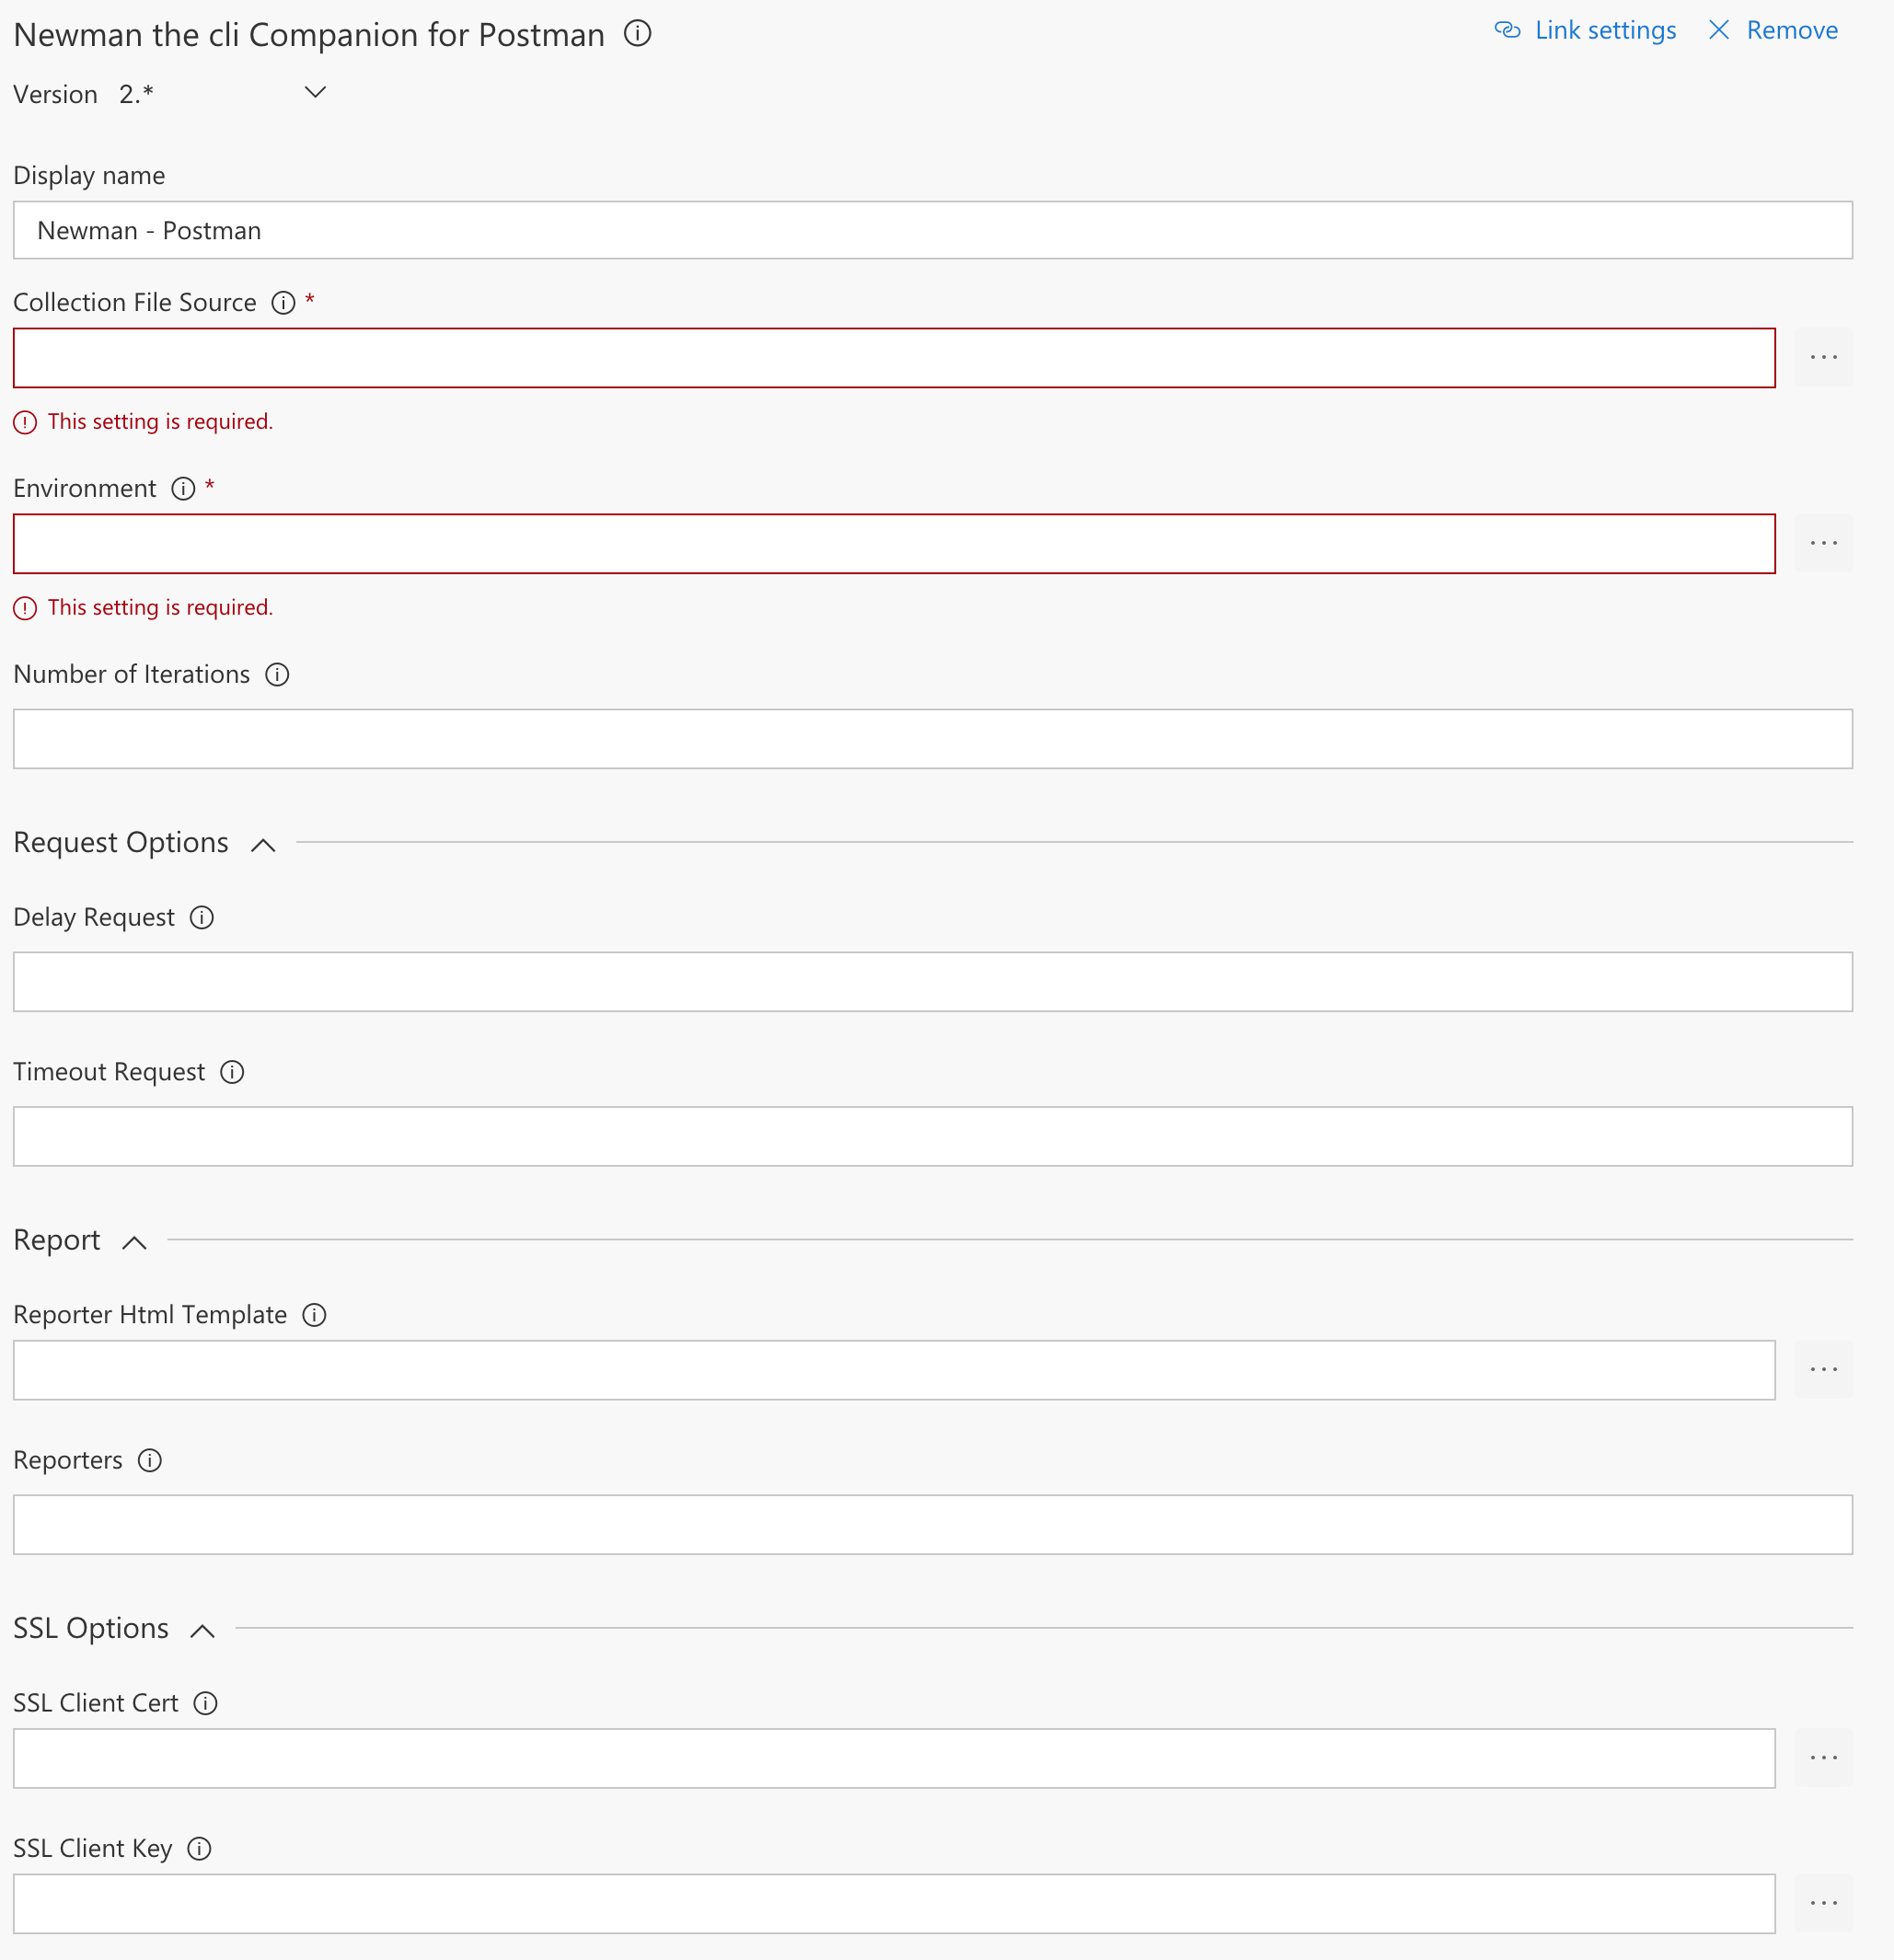 Newman the cli Companion for Postman
Link settings
Remove
Version 2.*
Display name
Newman - Postman
Collection File Source *
...
This setting is required.
Environment *
...
This setting is required.
Number of Iterations
Request Options
Delay Request
Timeout Request
Report
Reporter Html Template
...
Reporters
SSL Options
SSL Client Cert
...
SSL Client Key
...